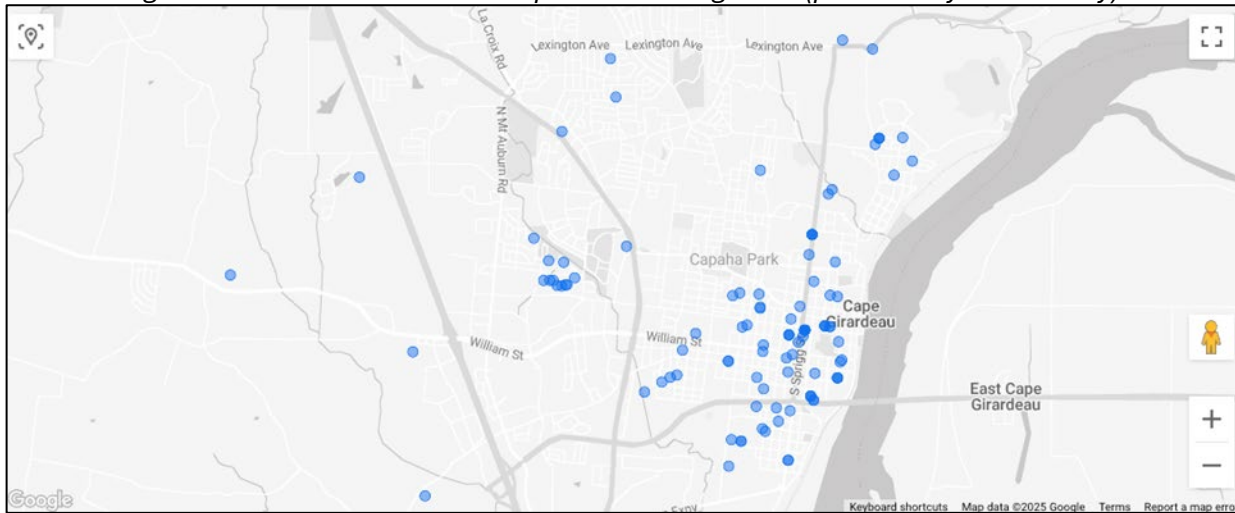 La Croix Rd
Lexington Ave
Lexington Ave
Lexington Ave
N Mt Auburn Rd
Capaha Park
Cape
Girardeau
William St
William St
S Sprigg
East Cape
Girardeau
Expy
Google
Keyboard shortcuts Map data ©2025 Google Terms Report a map erro